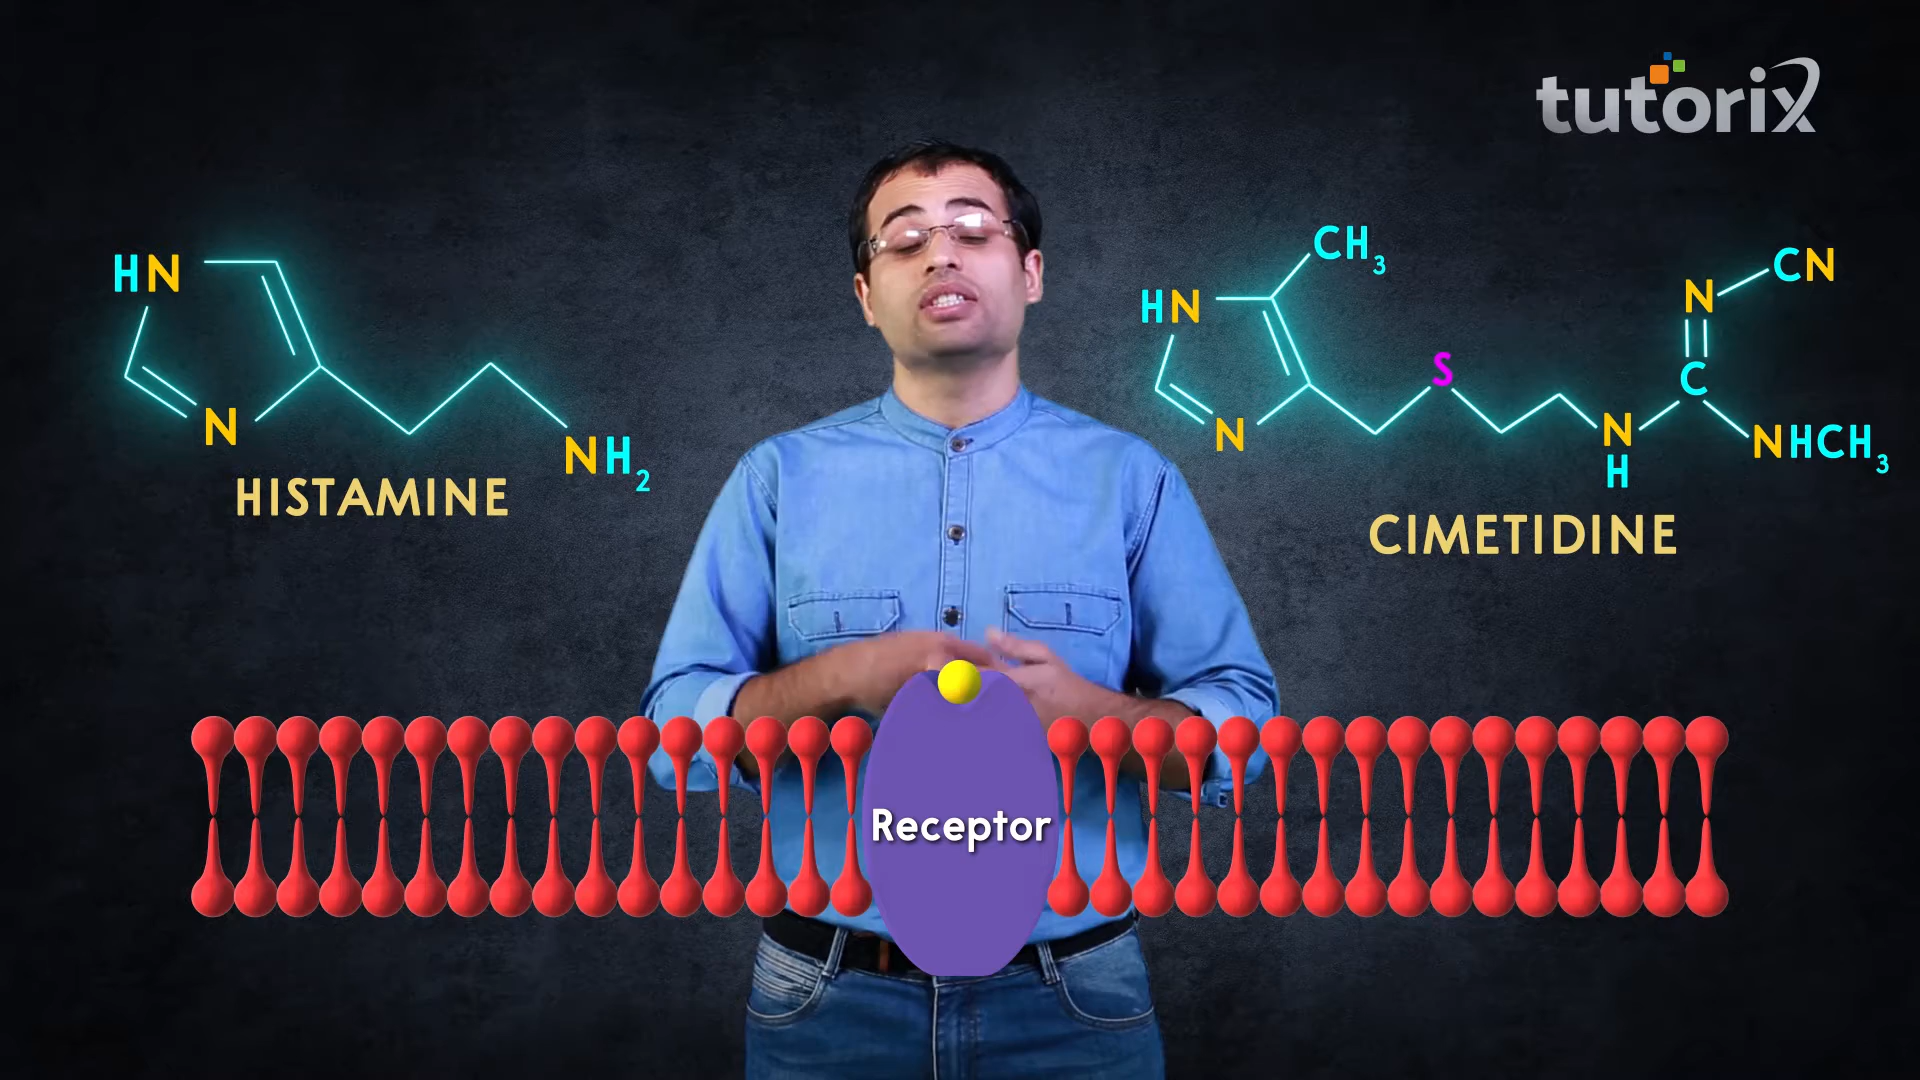 tutorix
HN
N
NH2
HISTAMINE
CH3
HN
N
S
N
H
C
N
CN
NHCH3
CIMETIDINE
Receptor